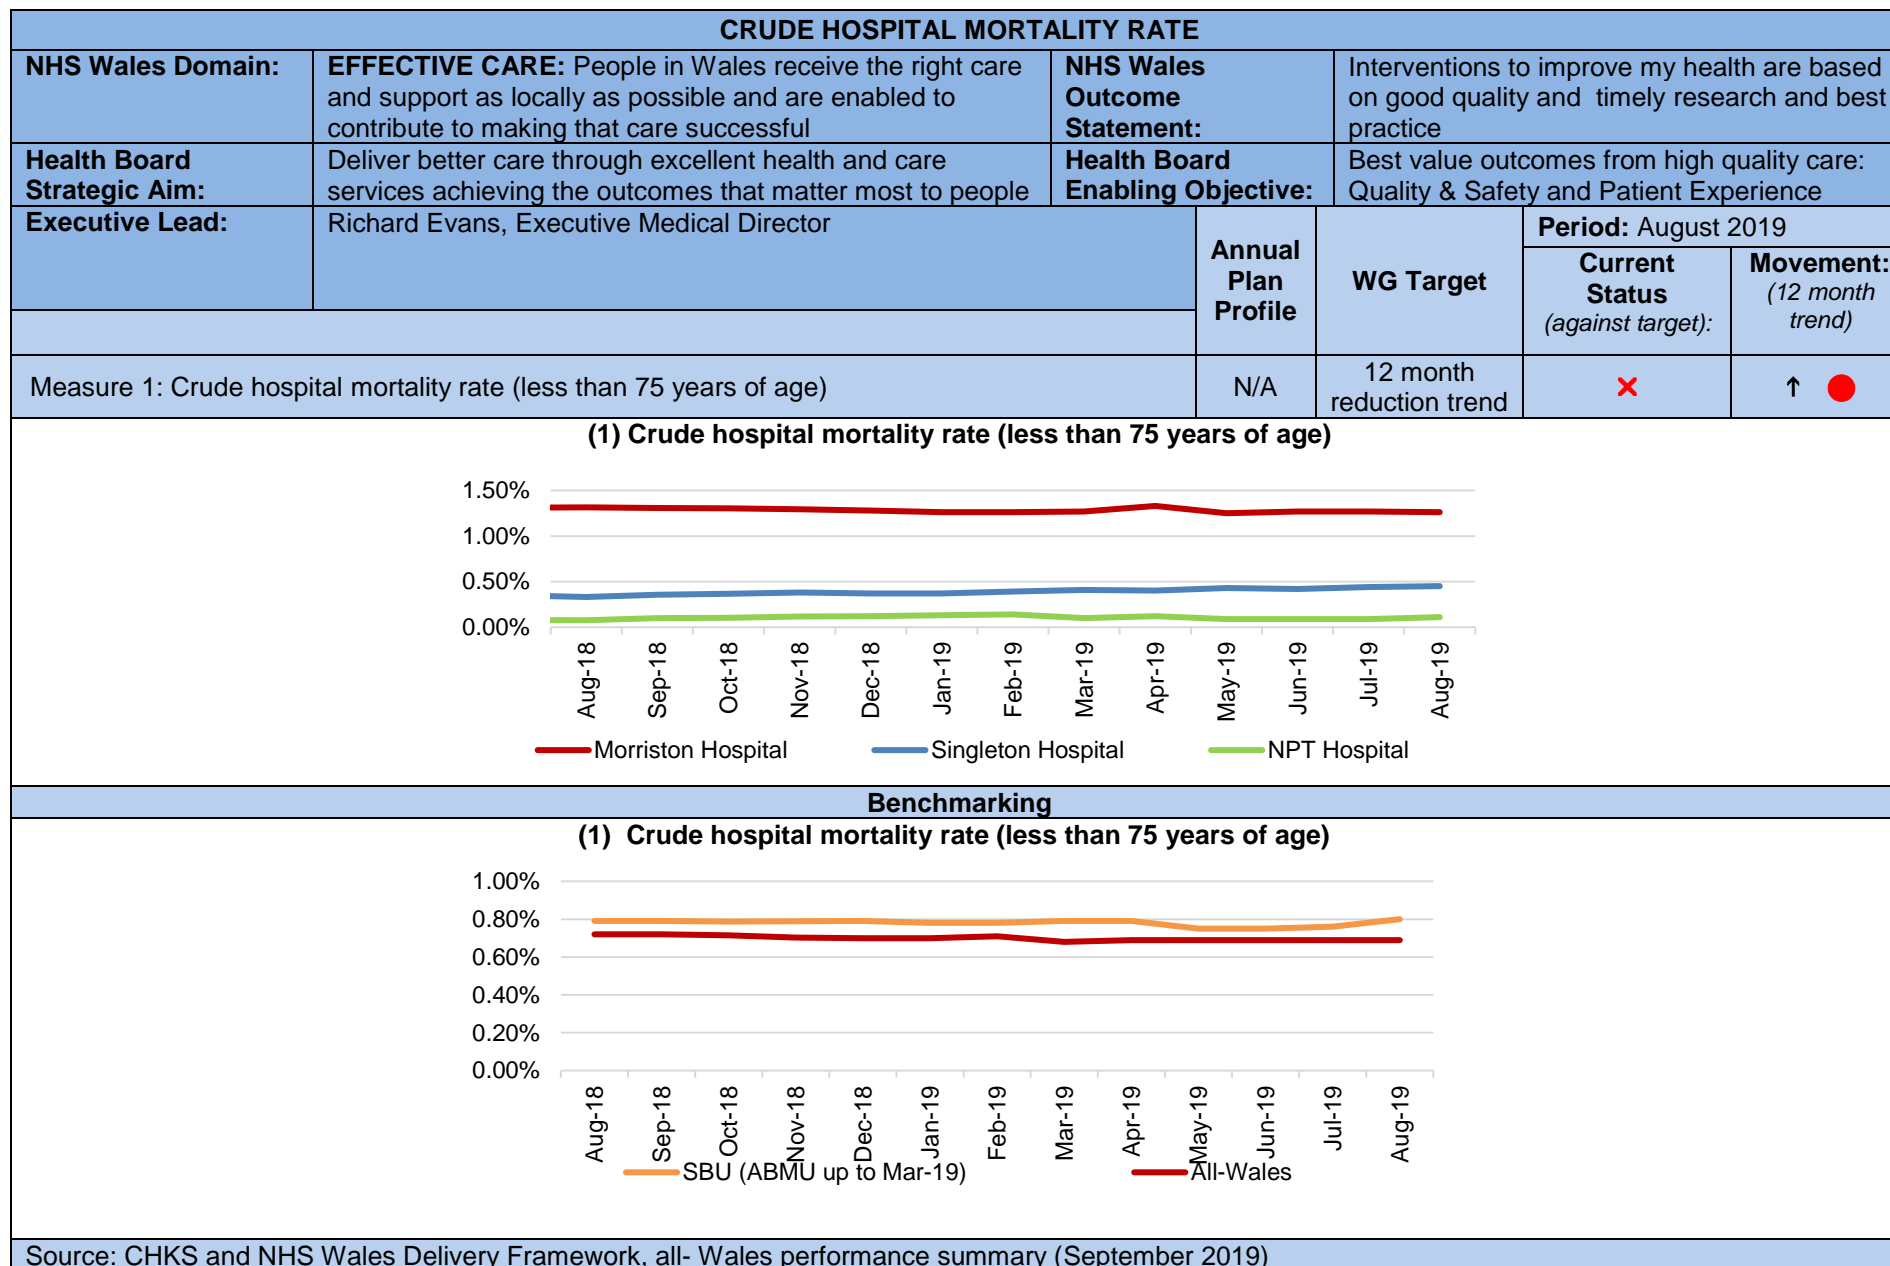 CRUDE HOSPITAL MORTALITY RATE
NHS Wales Domain:
EFFECTIVE CARE: People in Wales receive the right care
and support as locally as possible and are enabled to
contribute to making that care successful
NHS Wales
Outcome
Statement:
Interventions to improve my health are based
on good quality and timely research and best
practice
Health Board
Strategic Aim:
Deliver better care through excellent health and care
services achieving the outcomes that matter most to people
Health Board
Enabling Objective:
Best value outcomes from high quality care:
Quality & Safety and Patient Experience
Executive Lead:
Richard Evans, Executive Medical Director
Annual
Plan
Profile
WG Target
Period: August 2019
Current
Status
(against target):
Movement:
(12 month
trend)
Measure 1: Crude hospital mortality rate (less than 75 years of age)
N/A
12 month
reduction trend
✕
↑
(1) Crude hospital mortality rate (less than 75 years of age)
1.50%
1.00%
0.50%
0.00%
Aug-18
Sep-18
Oct-18
Nov-18
Dec-18
Jan-19
Feb-19
Mar-19
Apr-19
May-19
Jun-19
Jul-19
Aug-19
Morriston Hospital
Singleton Hospital
NPT Hospital
Benchmarking
(1) Crude hospital mortality rate (less than 75 years of age)
1.00%
0.80%
0.60%
0.40%
0.20%
0.00%
Aug-18
Sep-18
Oct-18
Nov-18
Dec-18
Jan-19
Feb-19
Mar-19
Apr-19
May-19
Jun-19
Jul-19
Aug-19
SBU (ABMU up to Mar-19)
All-Wales
Source: CHKS and NHS Wales Delivery Framework, all- Wales performance summary (September 2019)